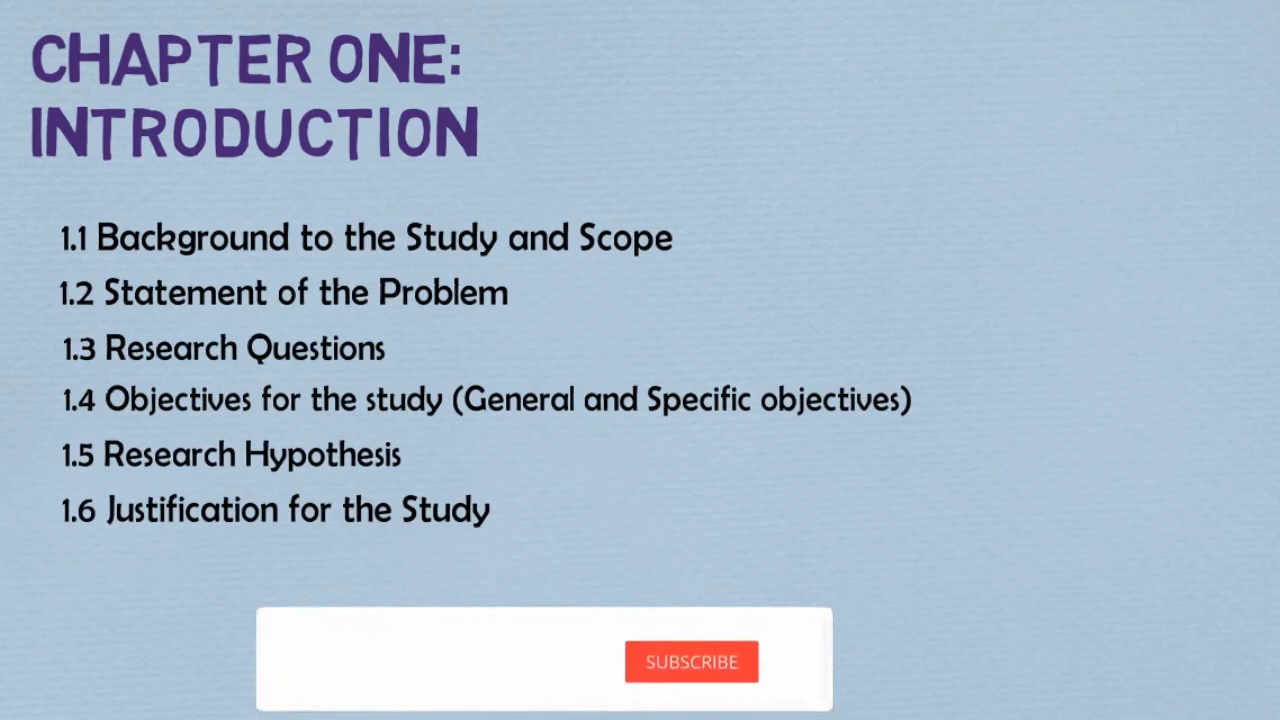 CHAPTER ONE:
INTRODUCTION
1.1 Background to the Study and Scope
1.2 Statement of the Problem
1.3 Research Questions
1.4 Objectives for the study (General and Specific objectives)
1.5 Research Hypothesis
1.6 Justification for the Study
SUBSCRIBE